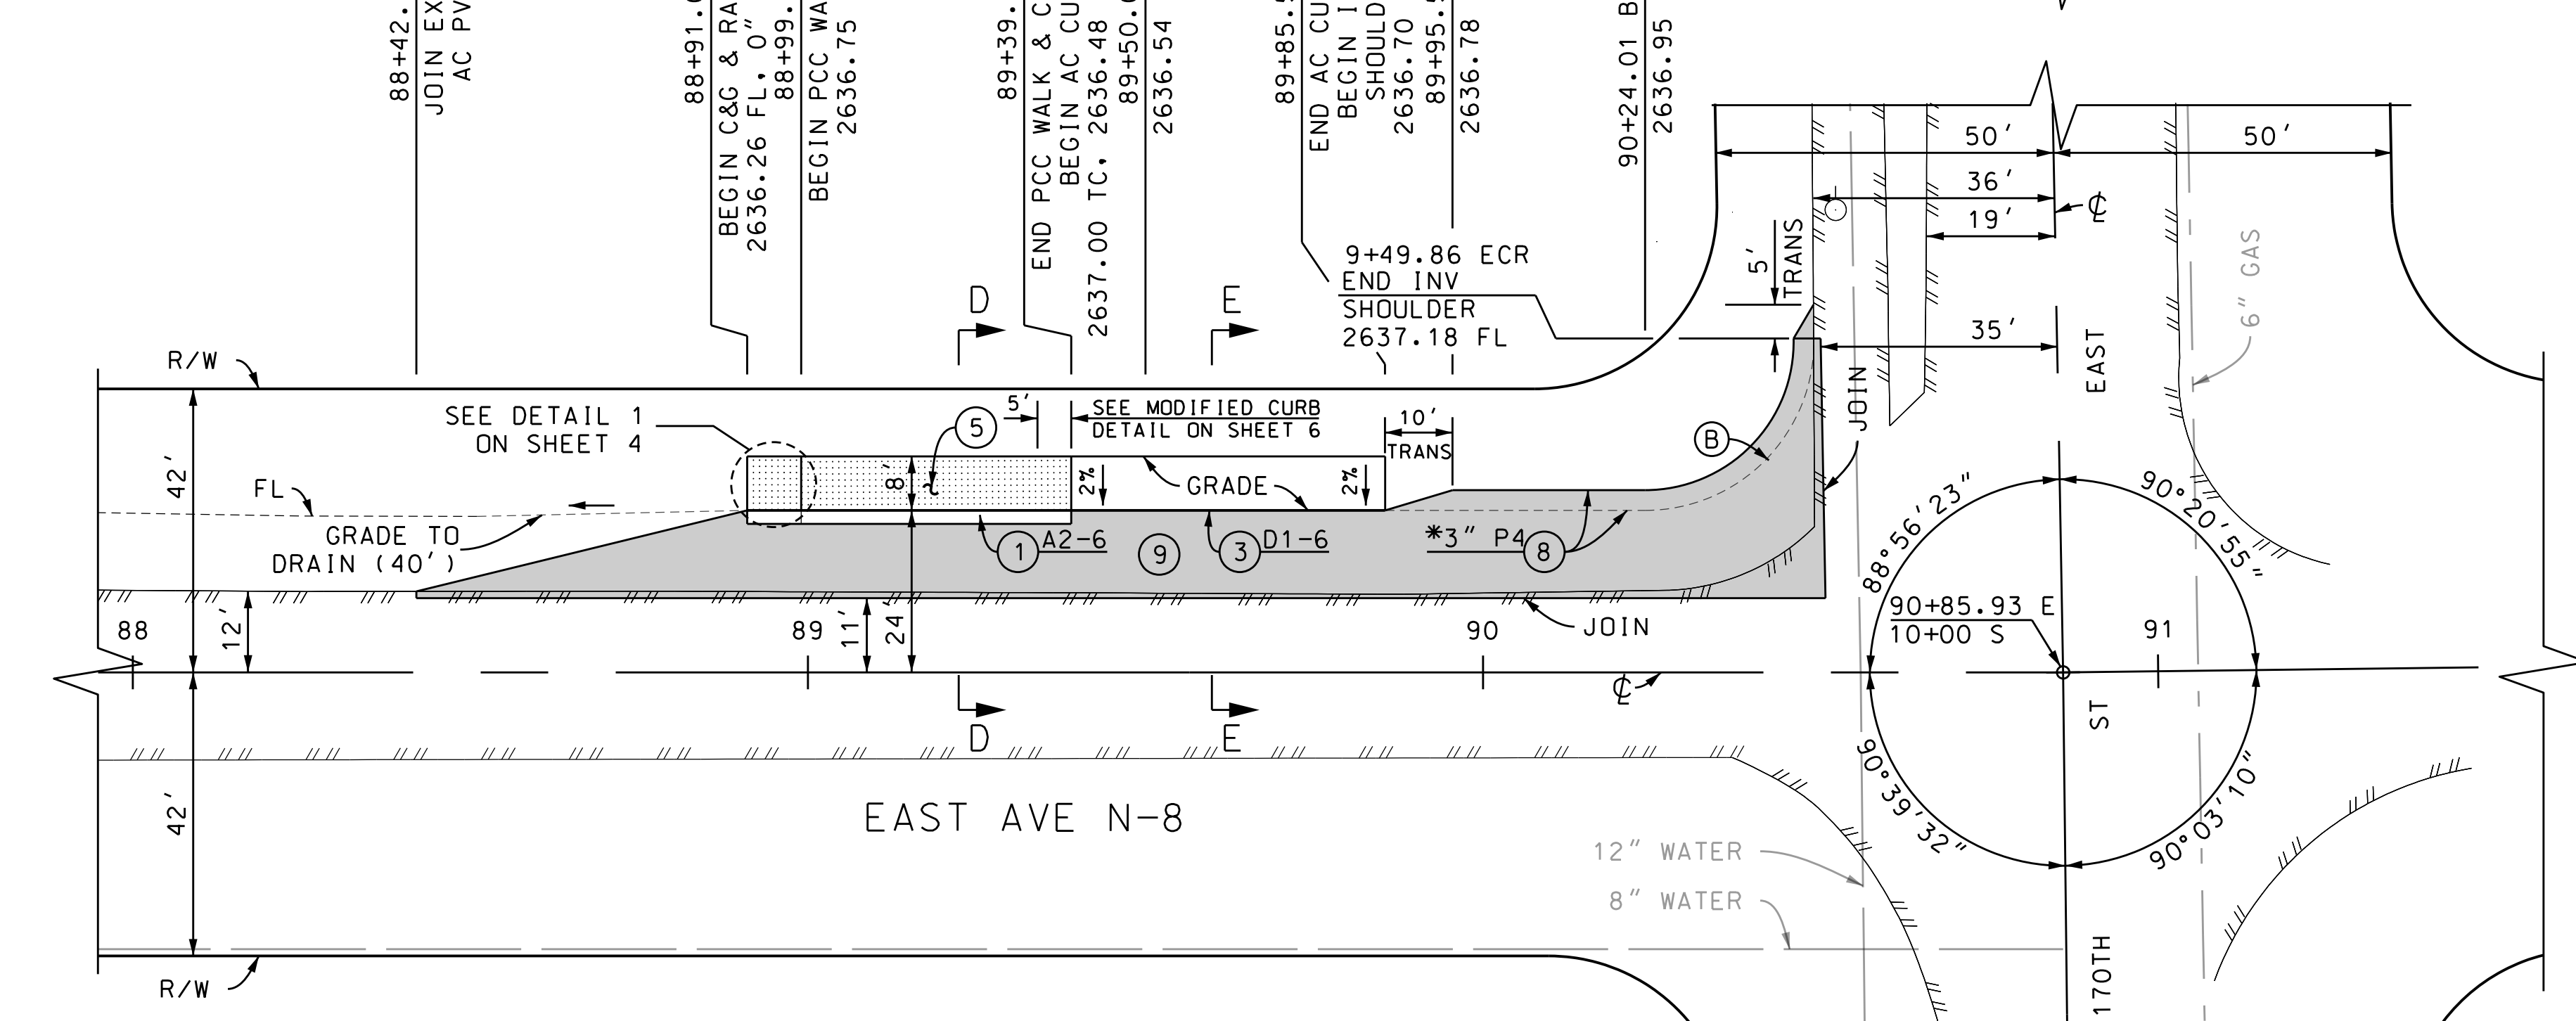 88+42.
JOIN EX
AC PV
88+91.
BEGIN C&G & RA
2636.26 FL, 0"
88+99.
BEGIN PCC WA
2636.75
89+39.
END PCC WALK & C
BEGIN AC CU
2637.00 TC, 2636.48
89+50.
2636.54
89+85.
END AC CU
BEGIN I
SHOULD
2636.70
89+95.
2636.78
90+24.01 B
2636.95
9+49.86 ECR
END INV
SHOULDER
2637.18 FL
5'
TRANS
50'
50'
36'
19'
℄
35'
EAST
6" GAS
R/W
D
E
SEE DETAIL 1
ON SHEET 4
5
5'
SEE MODIFIED CURB
DETAIL ON SHEET 6
10'
TRANS
B
JOIN
42'
FL
8'
2%
GRADE
2%
GRADE TO
DRAIN (40')
1
A2-6
9
3
D1-6
*3" P4
8
88°56'23"
90°20'55"
12'
11'
24'
88
89
90
91
JOIN
90+85.93 E
10+00 S
℄
D
E
ST
90°39'32"
90°03'10"
42'
EAST AVE N-8
12" WATER
8" WATER
R/W
170TH